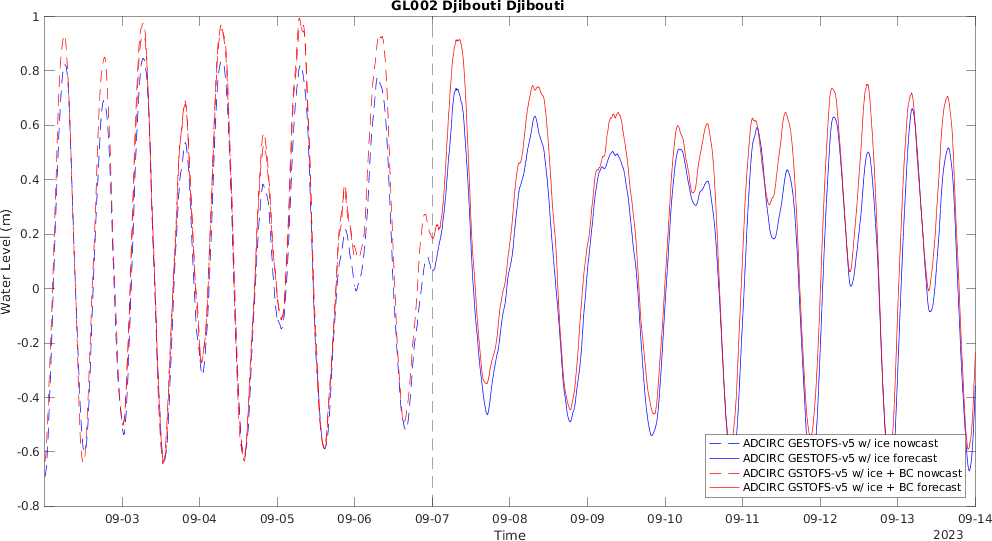 GL002 Djibouti Djibouti
1
0.8
0.6
0.4
0.2
0
-0.2
-0.4
-0.6
-0.8
Water Level (m)
ADCIRC GESTOFS-v5 w/ ice nowcast
ADCIRC GESTOFS-v5 w/ ice forecast
ADCIRC GSTOFS-v5 w/ ice + BC nowcast
ADCIRC GSTOFS-v5 w/ ice + BC forecast
09-03 09-04 09-05 09-06 09-07 09-08 09-09 09-10 09-11 09-12 09-13 09-14
Time
2023